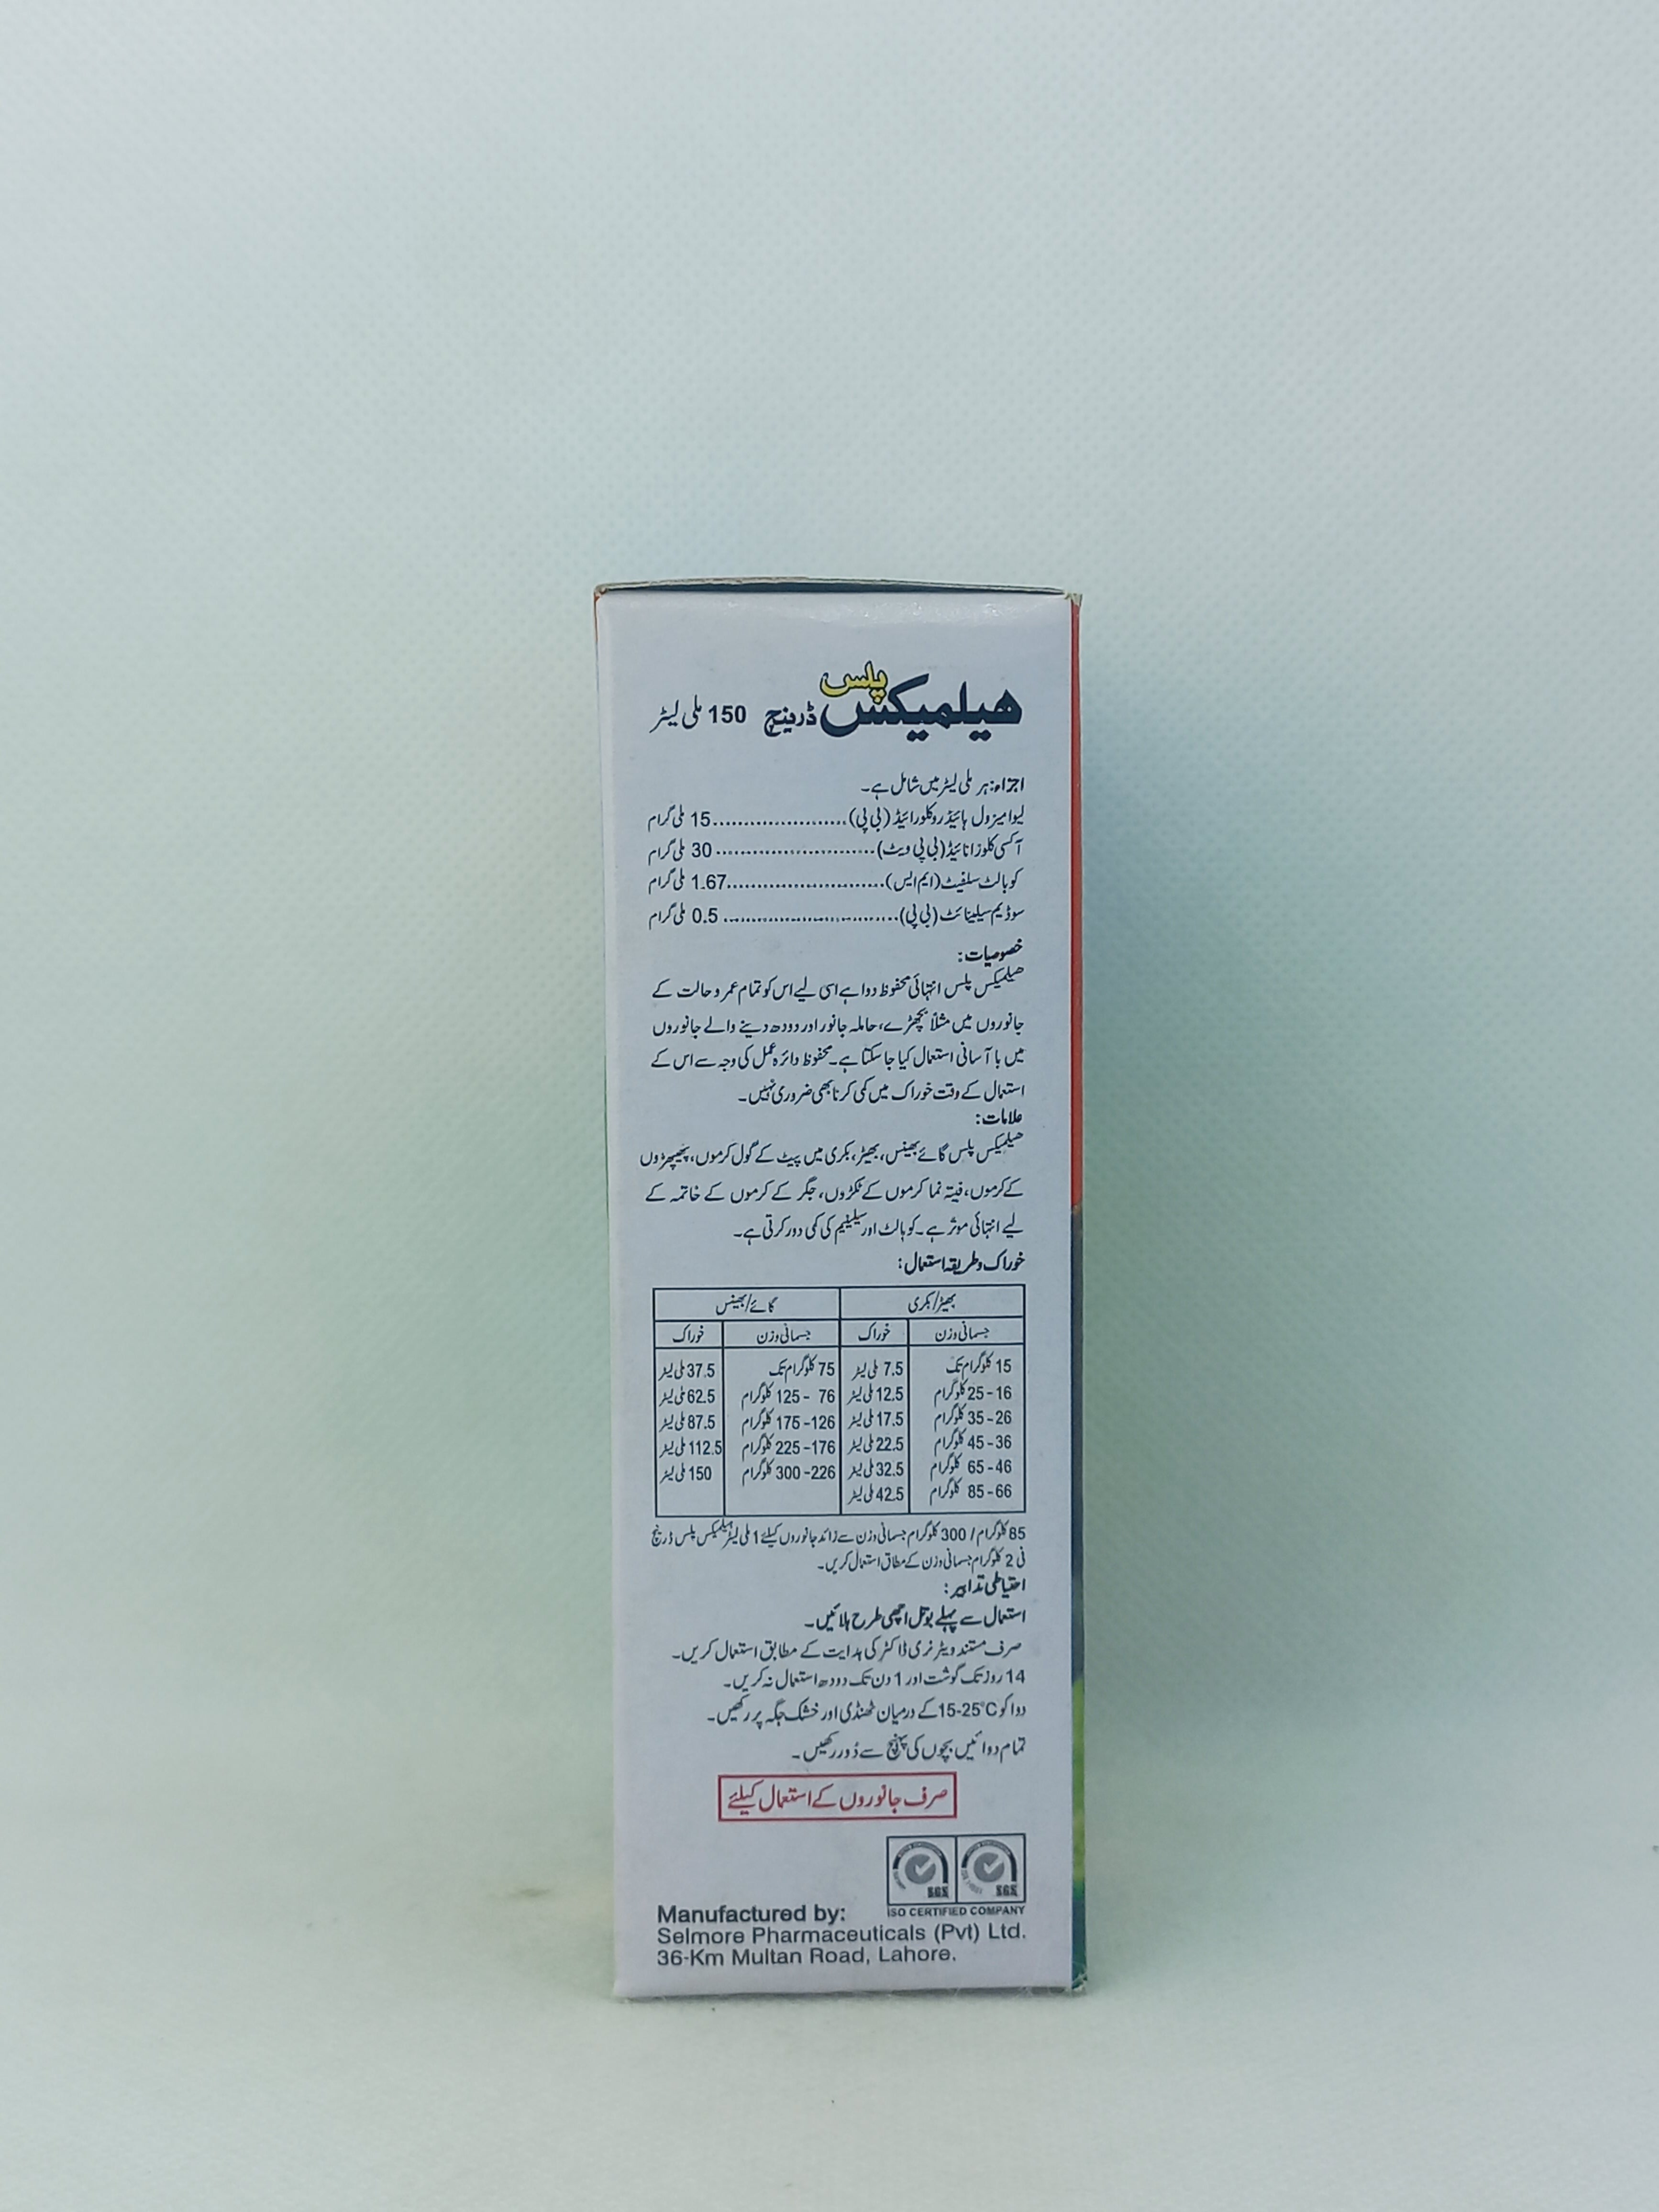 هیلمیکس پلس ڈرینچ 150 ملی لیٹر
اجزاء: ہر ملی لیٹر میں شامل ہے۔
لیوامیزول ہائیڈروکلورائیڈ (بی پی)......................15 ملی گرام
آکسی کلوزانائیڈ (بی پی ویٹ)..........................30 ملی گرام
کوبالٹ سلفیٹ (ایم ایس)..........................1.67 ملی گرام
سوڈیم سیلینائٹ (بی پی)............................. 0.5 ملی گرام
خصوصیات:
ھیلمیکس پلس انتہائی محفوظ دوا ہے اسی لیے اس کو تمام عمر و حالت کے
جانوروں میں مثلاً بچھڑے، حاملہ جانور اور دودھ دینے والے جانوروں
میں با آسانی استعمال کیا جا سکتا ہے۔ محفوظ دائرہ عمل کی وجہ سے اس کے
استعمال کے وقت خوراک میں کمی کرنا بھی ضروری نہیں۔
علامات:
ھیلمیکس پلس گائے بھینس، بھیڑ، بکری میں پیٹ کے گول کرموں، پھیپھڑوں
کے کرموں، فیتہ نما کرموں کے ٹکڑوں، جگر کے کرموں کے خاتمہ کے
لیے انتہائی موثر ہے۔ کوبالٹ اور سیلینیم کی کمی دور کرتی ہے۔
خوراک و طریقہ استعمال:
بھیڑ/بکری گائے/بھینس
جسمانی وزن خوراک جسمانی وزن خوراک
15 کلوگرام تک 7.5 ملی لیٹر 75 کلوگرام تک 37.5 ملی لیٹر
16-25 کلوگرام 12.5 ملی لیٹر 76 - 125 کلوگرام 62.5 ملی لیٹر
26-35 کلوگرام 17.5 ملی لیٹر 126-175 کلوگرام 87.5 ملی لیٹر
36-45 کلوگرام 22.5 ملی لیٹر 176-225 کلوگرام 112.5 ملی لیٹر
46-65 کلوگرام 32.5 ملی لیٹر 226-300 کلوگرام 150 ملی لیٹر
66-85 کلوگرام 42.5 ملی لیٹر
85 کلوگرام / 300 کلوگرام جسمانی وزن سے زائد جانوروں کیلئے 1 ملی لیٹر ہیلمیکس پلس ڈرینچ
فی 2 کلوگرام جسمانی وزن کے مطابق استعمال کریں۔
احتیاطی تدابیر:
استعمال سے پہلے بوتل اچھی طرح ہلائیں۔
صرف مستند ویٹرنری ڈاکٹر کی ہدایت کے مطابق استعمال کریں۔
14 روز تک گوشت اور 1 دن تک دودھ استعمال نہ کریں۔
دوا کو 15-25°C کے درمیان ٹھنڈی اور خشک جگہ پر رکھیں۔
تمام دوائیں بچوں کی پہنچ سے دُور رکھیں۔
صرف جانوروں کے استعمال کیلئے
SGS SGS
ISO CERTIFIED COMPANY
Manufactured by:
Selmore Pharmaceuticals (Pvt) Ltd.
36-Km Multan Road, Lahore.